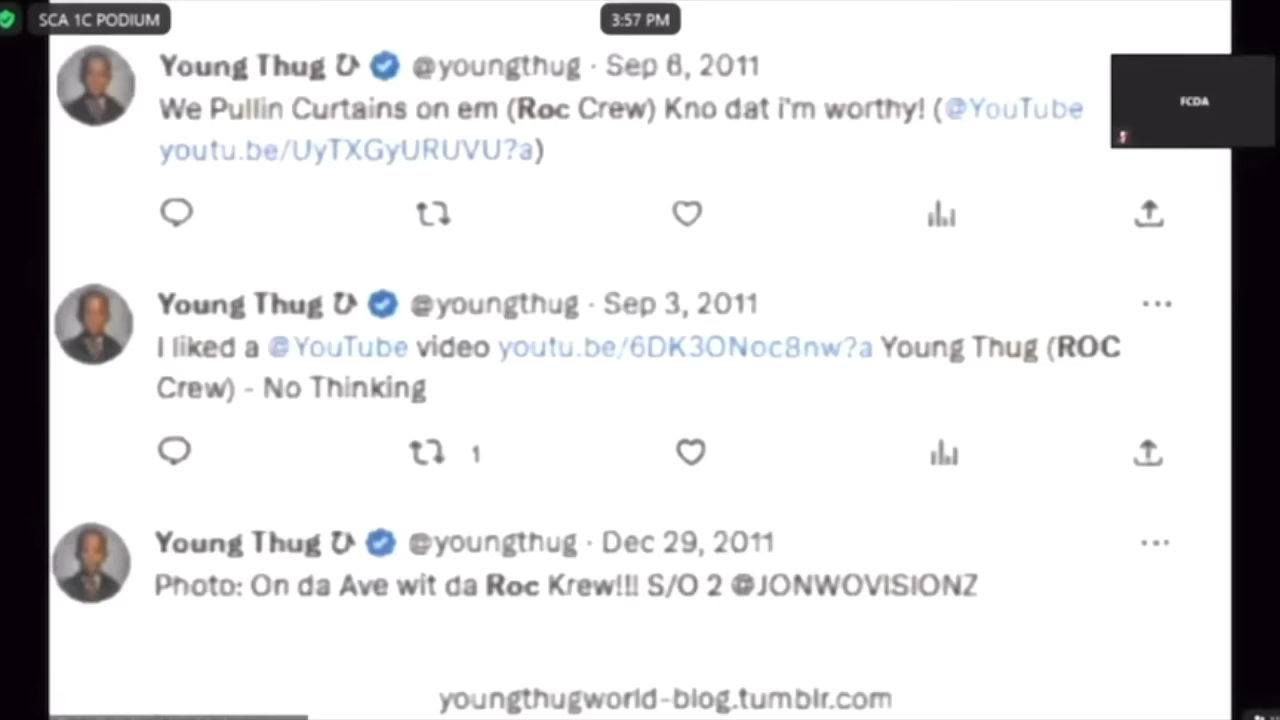 SCA 1C PODIUM
3:57 PM
Young Thug ひ @youngthug · Sep 6, 2011
We Pullin Curtains on em (Roc Crew) Kno dat i'm worthy! (@YouTube
youtu.be/UyTXGyURUVU?a)
FCDA
Young Thug ひ @youngthug · Sep 3, 2011
I liked a @YouTube video youtu.be/6DK3ONoc8nw?a Young Thug (ROC
Crew) - No Thinking
1
Young Thug ひ @youngthug · Dec 29, 2011
Photo: On da Ave wit da Roc Krew!!! S/O 2 @JONWOVISIONZ
youngthugworld-blog.tumblr.com